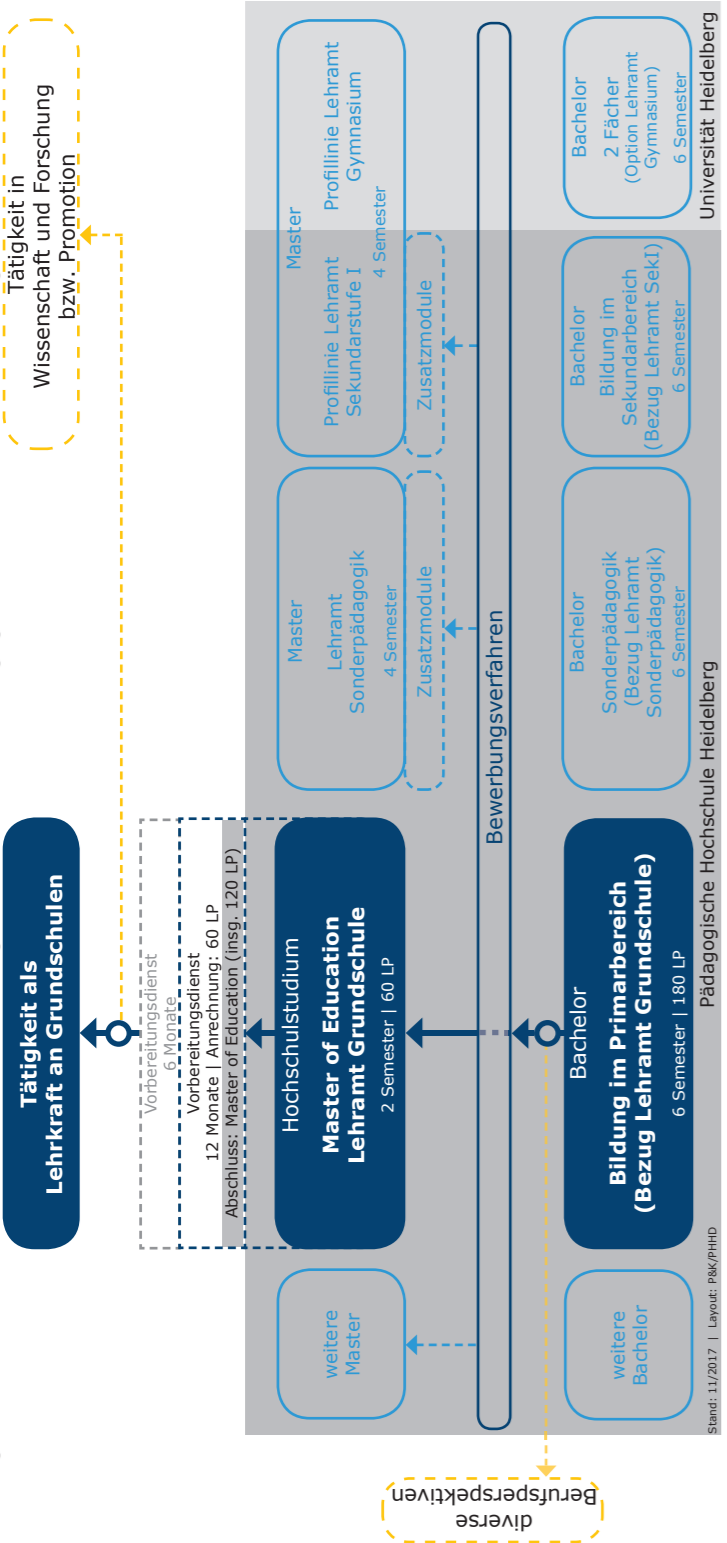 Tätigkeit als
Lehrkraft an Grundschulen
Tätigkeit in
Wissenschaft und Forschung
bzw. Promotion
Vorbereitungsdienst
6 Monate
Vorbereitungsdienst
12 Monate | Anrechnung: 60 LP
Abschluss: Master of Education (insg. 120 LP)
weitere
Master
Hochschulstudium
Master of Education
Lehramt Grundschule
2 Semester | 60 LP
Master
Lehramt
Sonderpädagogik
4 Semester
Zusatzmodule
Master
Profillinie Lehramt
Sekundarstufe I
Profillinie Lehramt
Gymnasium
4 Semester
Zusatzmodule
Bewerbungsverfahren
diverse
Berufsperspektiven
weitere
Bachelor
Bachelor
Bildung im Primarbereich
(Bezug Lehramt Grundschule)
6 Semester | 180 LP
Bachelor
Sonderpädagogik
(Bezug Lehramt
Sonderpädagogik)
6 Semester
Bachelor
Bildung im
Sekundarbereich
(Bezug Lehramt SekI)
6 Semester
Bachelor
2 Fächer
(Option Lehramt
Gymnasium)
6 Semester
Pädagogische Hochschule Heidelberg
Universität Heidelberg
Stand: 11/2017 | Layout: P&K/PHHD